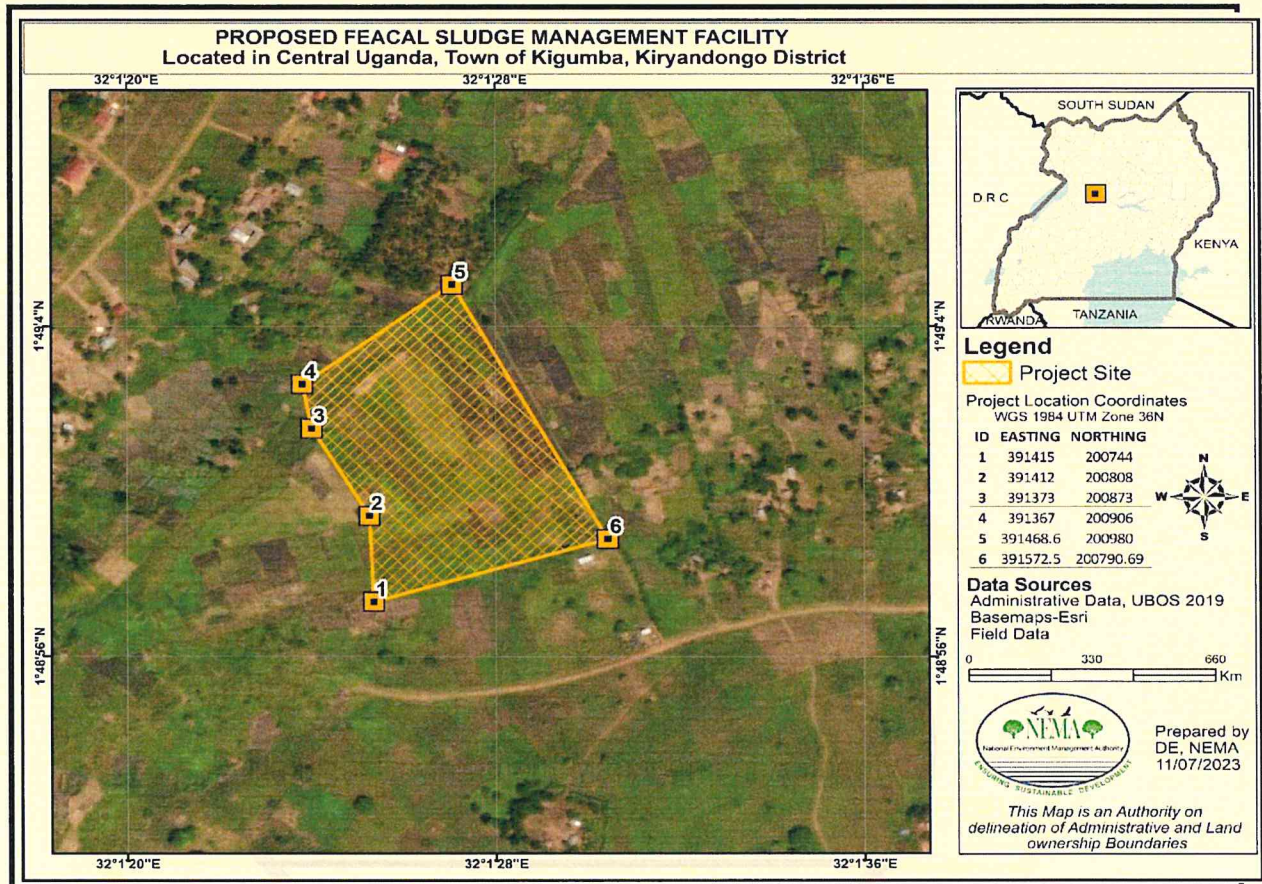 PROPOSED FEACAL SLUDGE MANAGEMENT FACILITY
Located in Central Uganda, Town of Kigumba, Kiryandongo District
32°1'20"E 32°1'28"E 32°1'36"E
1°49'4"N 1°49'4"N
1°48'56"N 1°48'56"N
5
4
3
2
6
1
32°1'20"E 32°1'28"E 32°1'36"E
SOUTH SUDAN
D R C
KENYA
RWANDA TANZANIA
Legend
Project Site
Project Location Coordinates
WGS 1984 UTM Zone 36N
ID EASTING NORTHING
1 391415 200744
2 391412 200808
3 391373 200873
4 391367 200906
5 391468.6 200980
6 391572.5 200790.69
N
W E
S
Data Sources
Administrative Data, UBOS 2019
Basemaps-Esri
Field Data
0 330 660
Km
NEMA
National Environment Management Authority
ENSURING SUSTAINABLE DEVELOPMENT
Prepared by
DE, NEMA
11/07/2023
This Map is an Authority on
delineation of Administrative and Land
ownership Boundaries